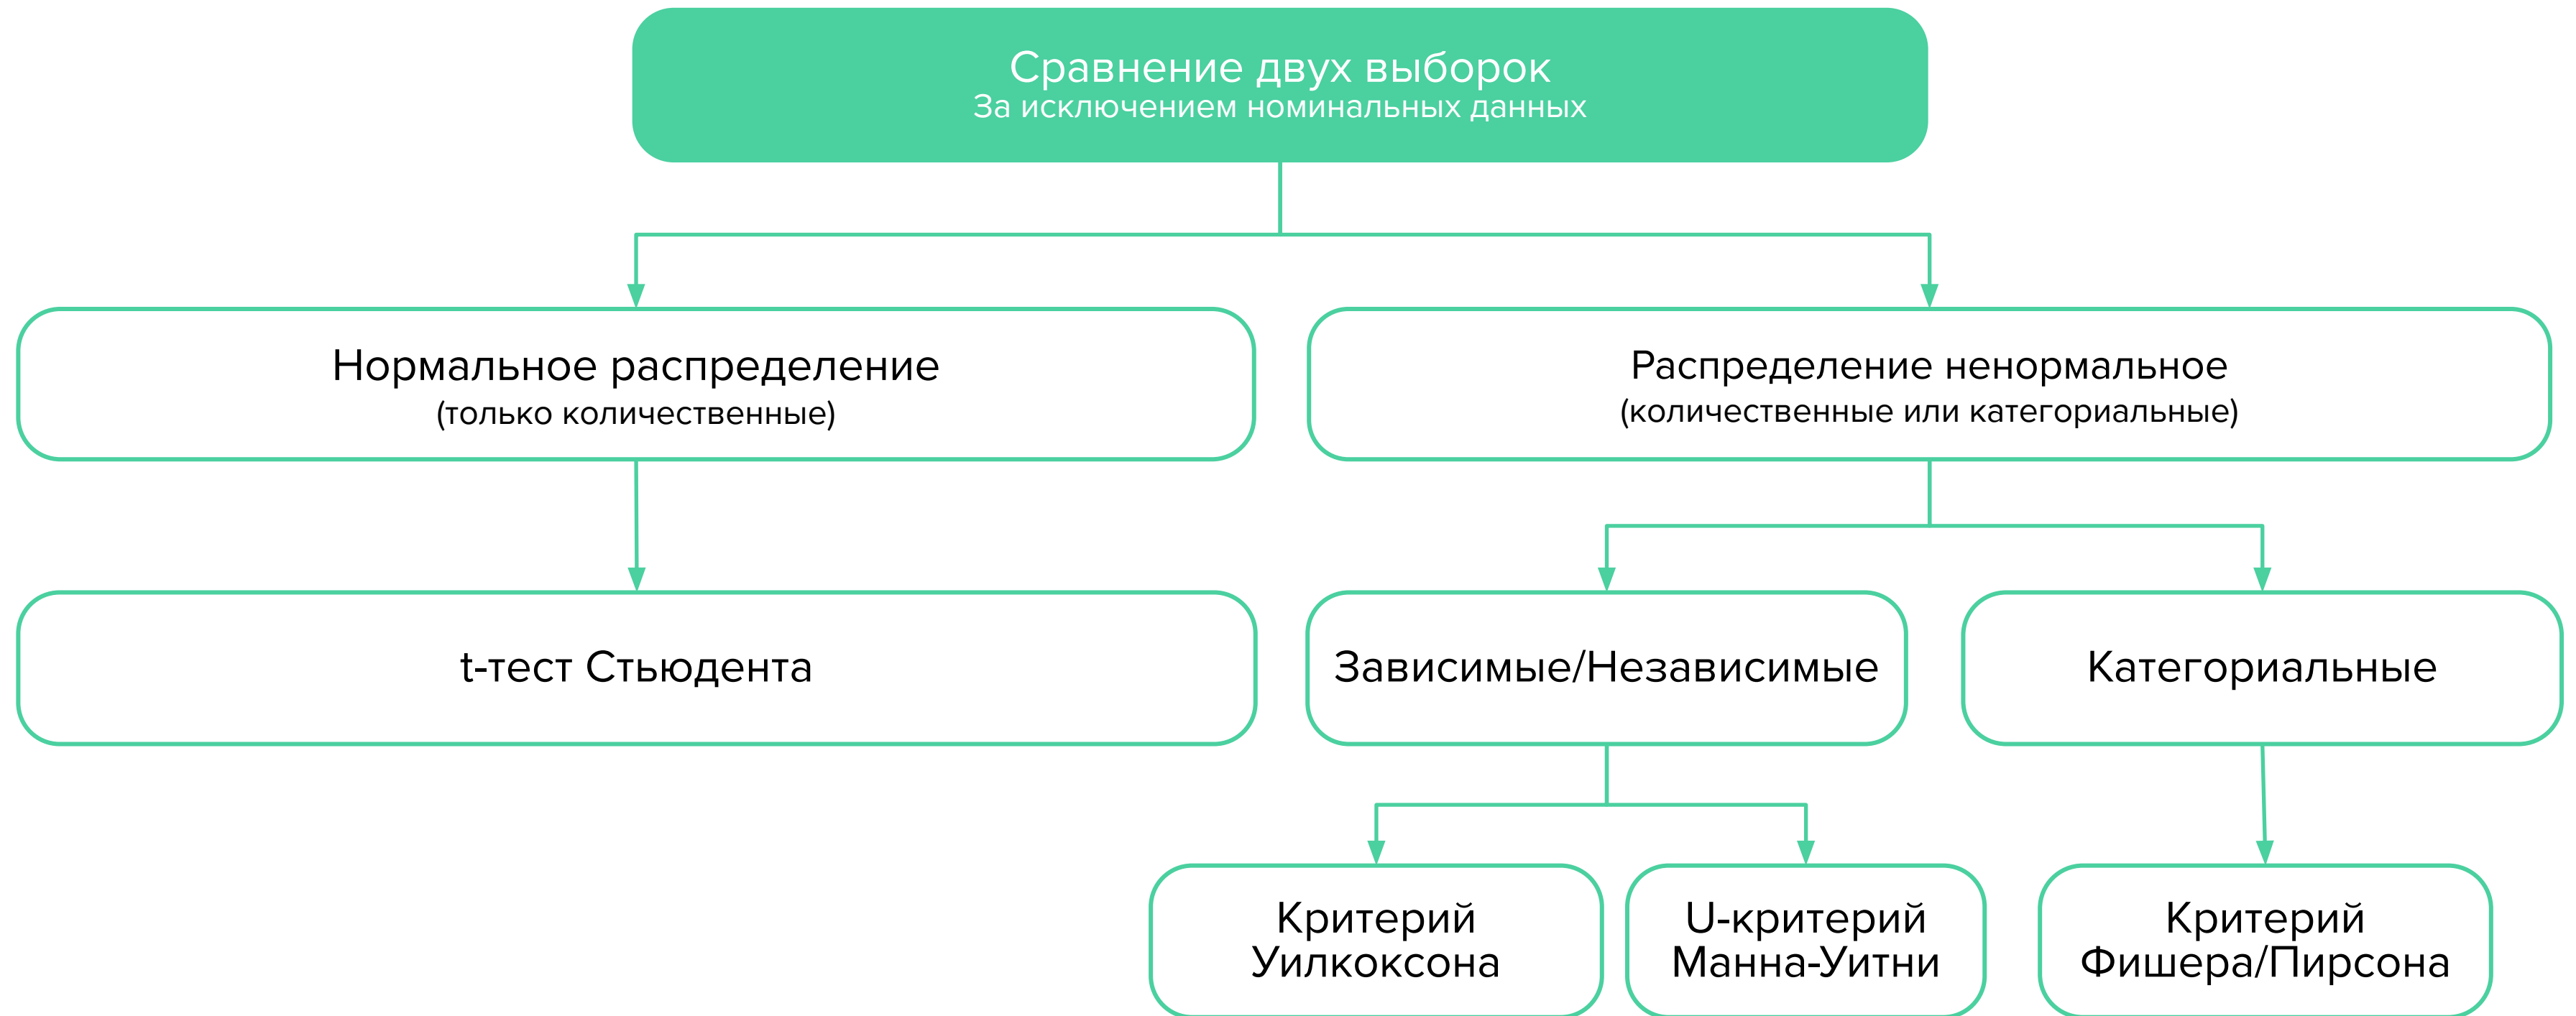 Сравнение двух выборок
За исключением номинальных данных
Нормальное распределение
(только количественные)
Распределение ненормальное
(количественные или категориальные)
t-тест Стьюдента
Зависимые/Независимые
Категориальные
Критерий
Уилкоксона
U-критерий
Манна-Уитни
Критерий
Фишера/Пирсона